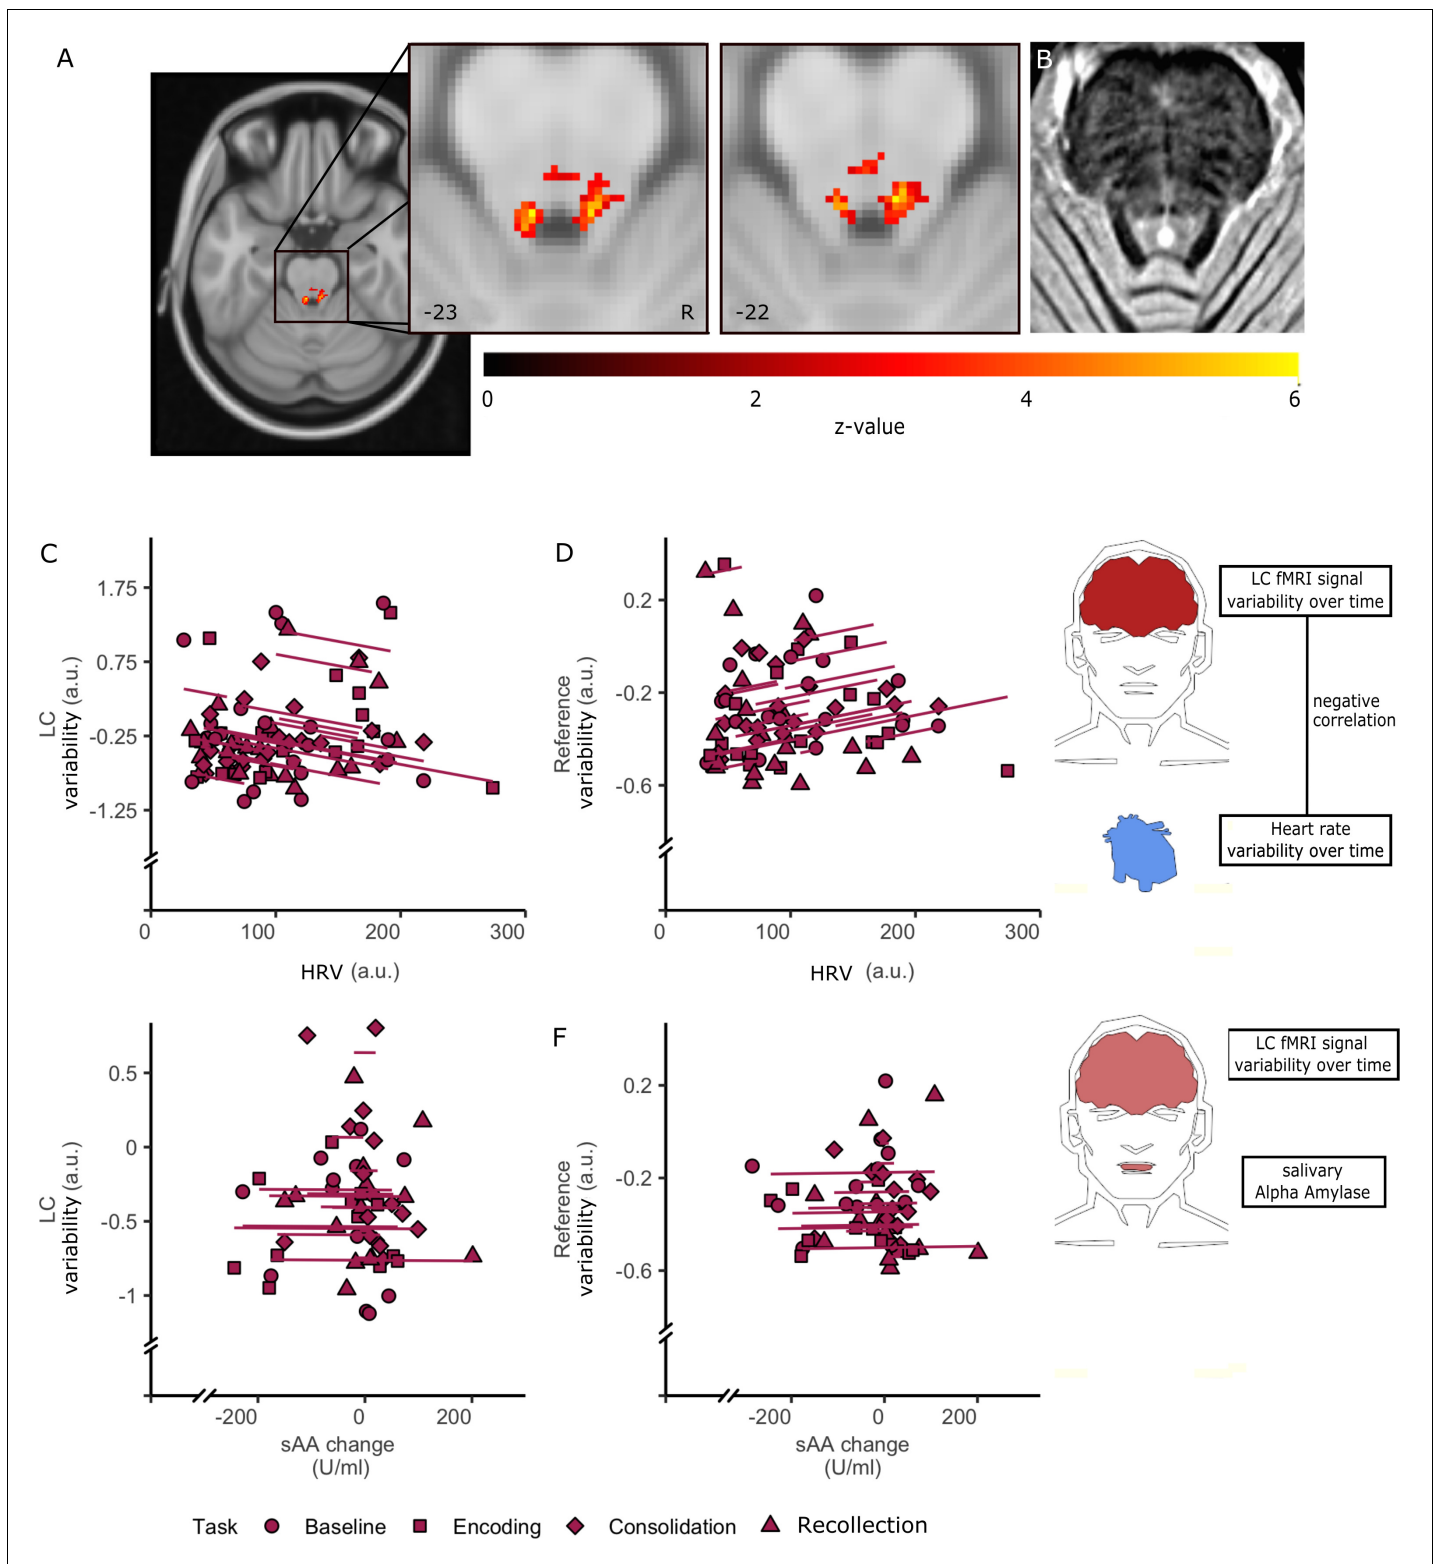 A
B
-23
R
-22
0
2
4
6
z-value
C
1.75
0.75
-0.25
-1.25
LC
variability (a.u.)
0
100
200
300
HRV (a.u.)
D
0.2
-0.2
-0.6
Reference
variability (a.u.)
0
100
200
300
HRV (a.u.)
LC fMRI signal
variability over time
negative
correlation
Heart rate
variability over time
0.5
0
-0.5
-1
LC
variability (a.u.)
-200
0
200
sAA change
(U/ml)
F
0.2
-0.2
-0.6
Reference
variability (a.u.)
-200
0
200
sAA change
(U/ml)
LC fMRI signal
variability over time
salivary
Alpha Amylase
Task Baseline Encoding Consolidation Recollection